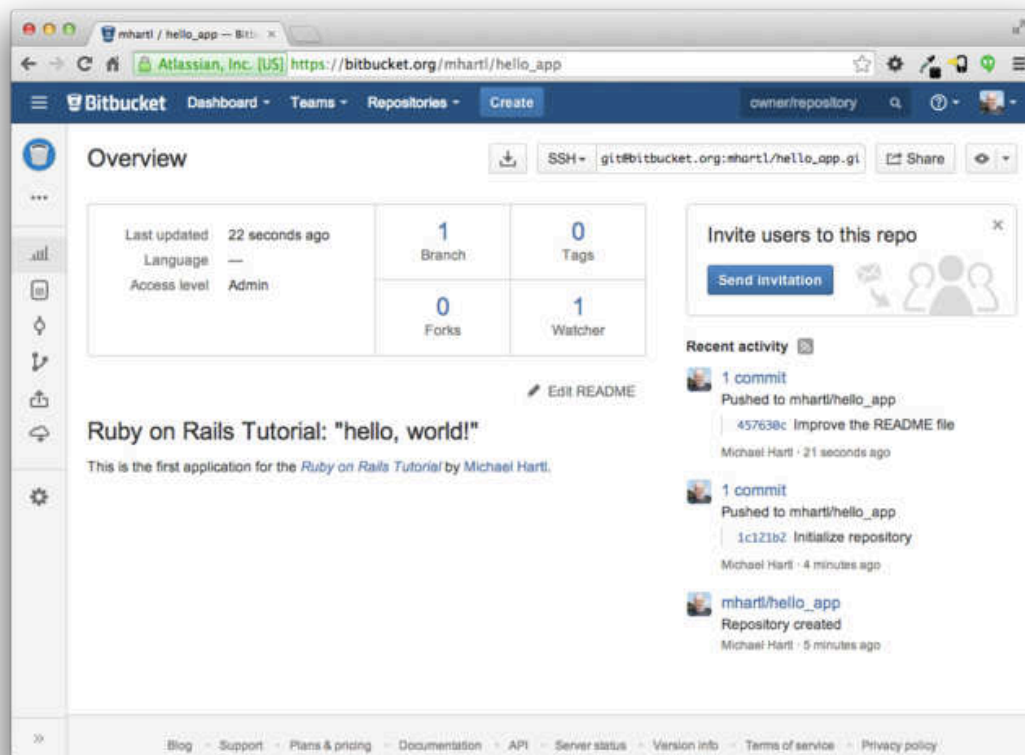 mhartl / hello_app — Bitb
Atlassian, Inc. [US] https://bitbucket.org/mhartl/hello_app
Bitbucket Dashboard Teams Repositories Create owner/repository
Overview
SSH git@bitbucket.org:mhartl/hello_app.gi Share
Last updated 22 seconds ago
Language —
Access level Admin
1
Branch
0
Tags
0
Forks
1
Watcher
Invite users to this repo
Send invitation
Edit README
Ruby on Rails Tutorial: "hello, world!"
This is the first application for the Ruby on Rails Tutorial by Michael Hartl.
Recent activity
1 commit
Pushed to mhartl/hello_app
457630c Improve the README file
Michael Hartl · 21 seconds ago
1 commit
Pushed to mhartl/hello_app
1c121b2 Initialize repository
Michael Hartl · 4 minutes ago
mhartl/hello_app
Repository created
Michael Hartl · 5 minutes ago
Blog · Support · Plans & pricing · Documentation · API · Server status · Version info · Terms of service · Privacy policy